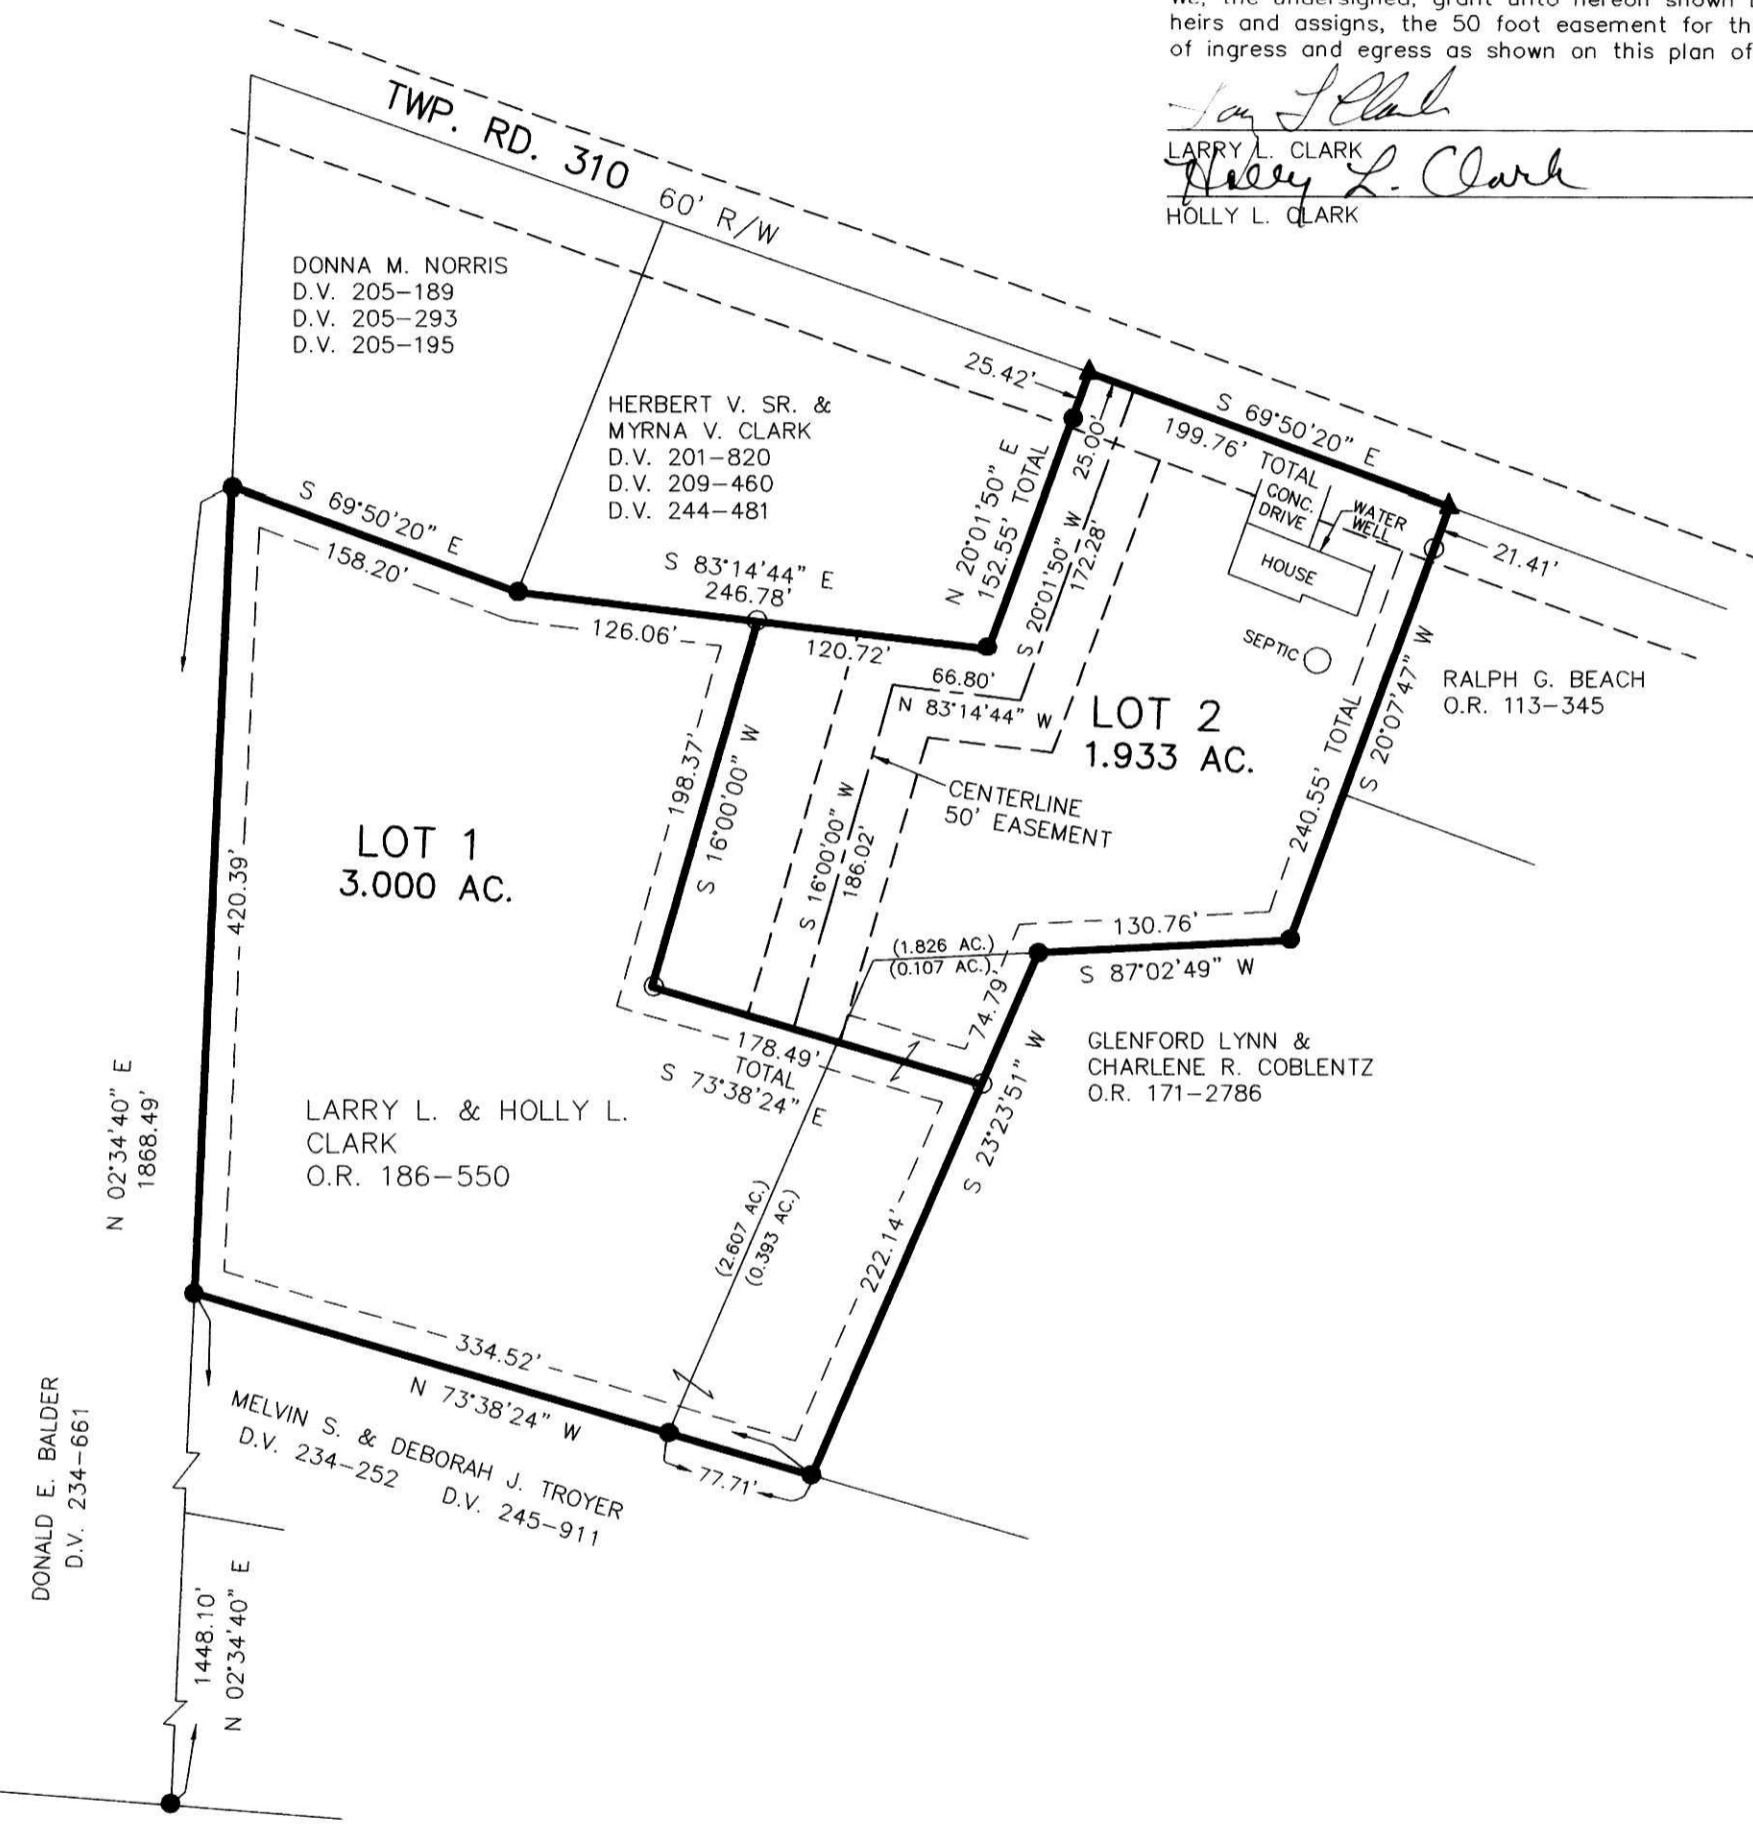 heirs and assigns, the 50 foot easement for th
of ingress and egress as shown on this plan of
LARRY L. CLARK
Holly L. Clark
HOLLY L. CLARK
TWP. RD. 310
60' R/W
DONNA M. NORRIS
D.V. 205-189
D.V. 205-293
D.V. 205-195
HERBERT V. SR. &
MYRNA V. CLARK
D.V. 201-820
D.V. 209-460
D.V. 244-481
25.42'
S 69°50'20" E
199.76' TOTAL
25.00'
N 20°01'50" E
152.55' TOTAL
S 20°01'50" W
172.28'
CONC.
DRIVE
WATER
WELL
HOUSE
SEPTIC
21.41'
S 69°50'20" E
158.20'
S 83°14'44" E
246.78'
126.06'
120.72'
66.80'
N 83°14'44" W
LOT 2
1.933 AC.
RALPH G. BEACH
O.R. 113-345
S 20°07'47" W
240.55' TOTAL
CENTERLINE
50' EASEMENT
198.37'
S 16°00'00" W
S 16°00'00" W
186.02'
LOT 1
3.000 AC.
420.39'
130.76'
S 87°02'49" W
(1.826 AC.)
(0.107 AC.)
74.79'
178.49'
TOTAL
S 73°38'24" E
GLENFORD LYNN &
CHARLENE R. COBLENTZ
O.R. 171-2786
S 23°23'51" W
222.14'
LARRY L. & HOLLY L.
CLARK
O.R. 186-550
N 02°34'40" E
1868.49'
(2.607 AC.)
(0.393 AC.)
334.52'
N 73°38'24" W
77.71'
MELVIN S. & DEBORAH J. TROYER
D.V. 234-252 D.V. 245-911
DONALD E. BALDER
D.V. 234-661
1448.10'
N 02°34'40" E